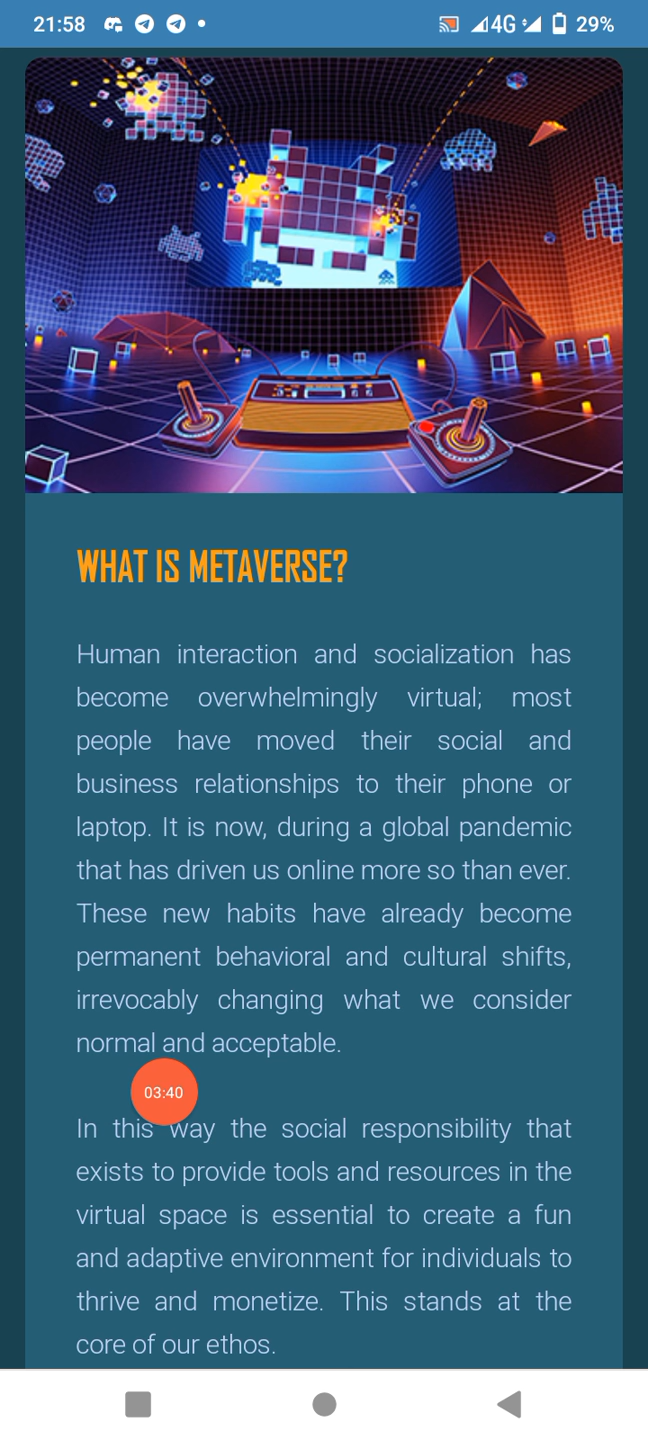 21:58
4G 29%
WHAT IS METAVERSE?
Human interaction and socialization has
become overwhelmingly virtual; most
people have moved their social and
business relationships to their phone or
laptop. It is now, during a global pandemic
that has driven us online more so than ever.
These new habits have already become
permanent behavioral and cultural shifts,
irrevocably changing what we consider
normal and acceptable.
03:40
In this way the social responsibility that
exists to provide tools and resources in the
virtual space is essential to create a fun
and adaptive environment for individuals to
thrive and monetize. This stands at the
core of our ethos.